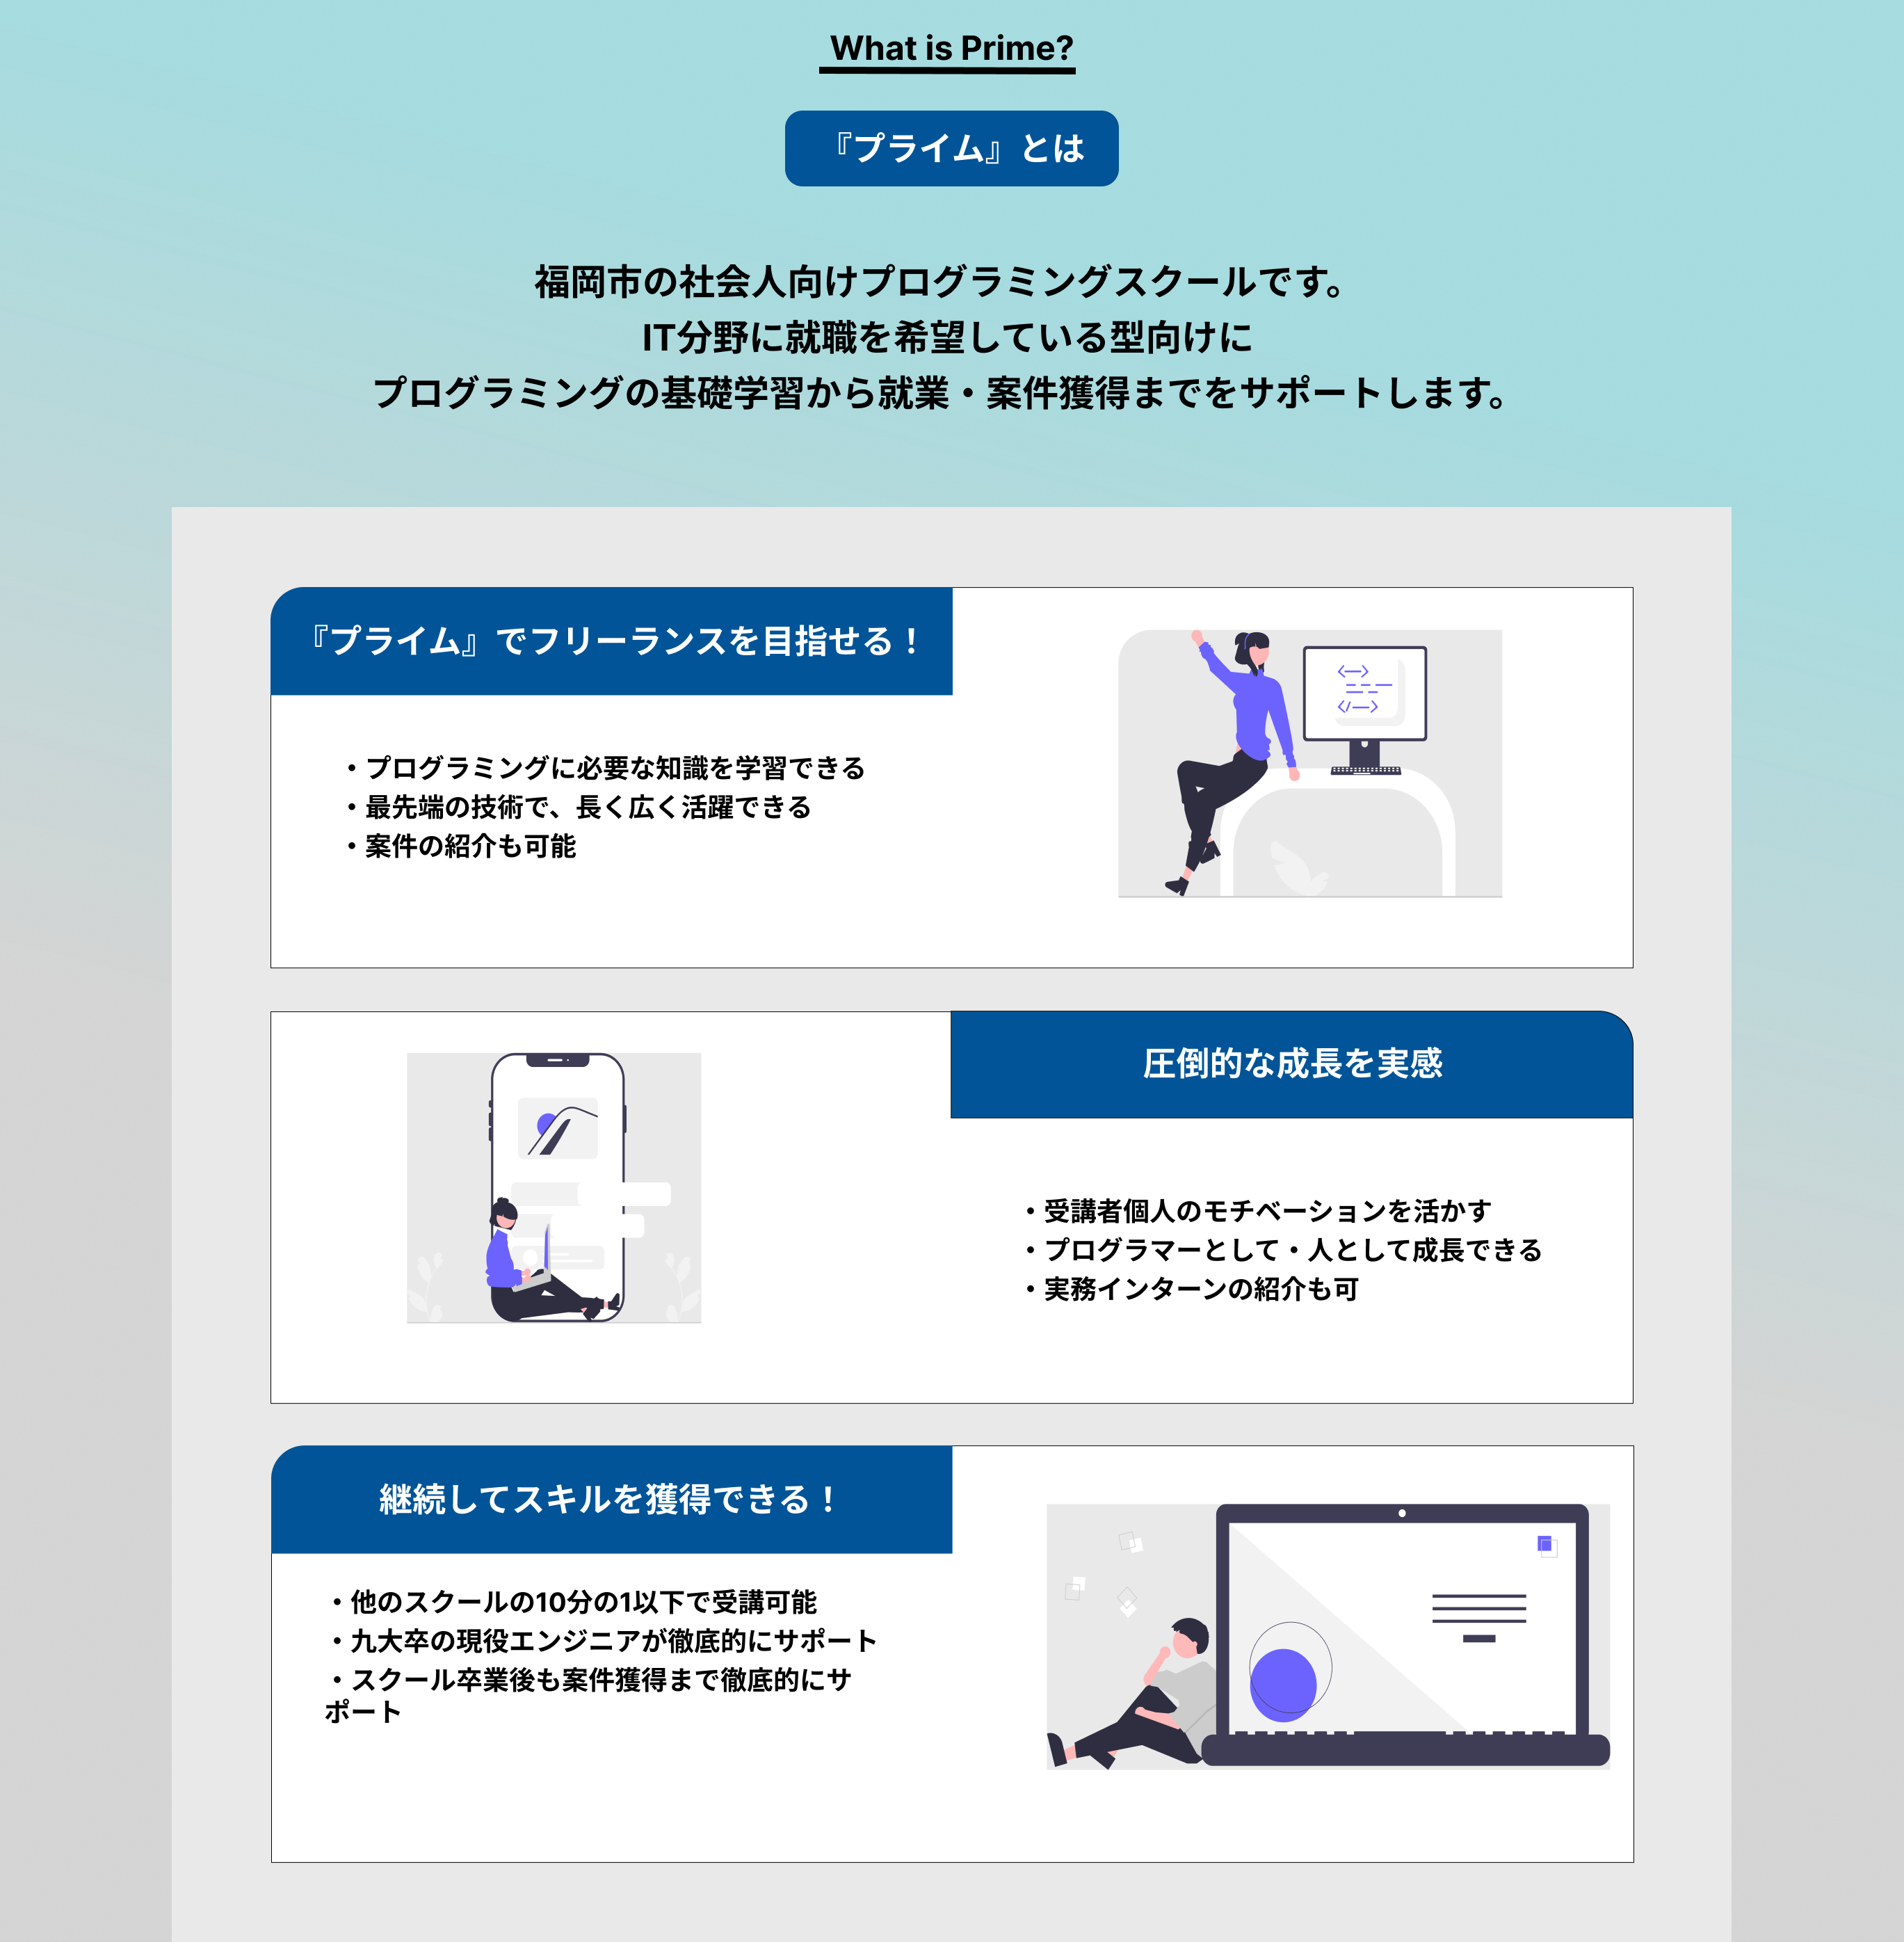 What is Prime?
『プライム』とは
福岡市の社会人向けプログラミングスクールです。
IT分野に就職を希望している型向けに
プログラミングの基礎学習から就業・案件獲得までをサポートします。
『プライム』でフリーランスを目指せる！
・プログラミングに必要な知識を学習できる
・最先端の技術で、長く広く活躍できる
・案件の紹介も可能
圧倒的な成長を実感
・受講者個人のモチベーションを活かす
・プログラマーとして・人として成長できる
・実務インターンの紹介も可
継続してスキルを獲得できる！
・他のスクールの10分の1以下で受講可能
・九大卒の現役エンジニアが徹底的にサポート
・スクール卒業後も案件獲得まで徹底的にサ
ポート